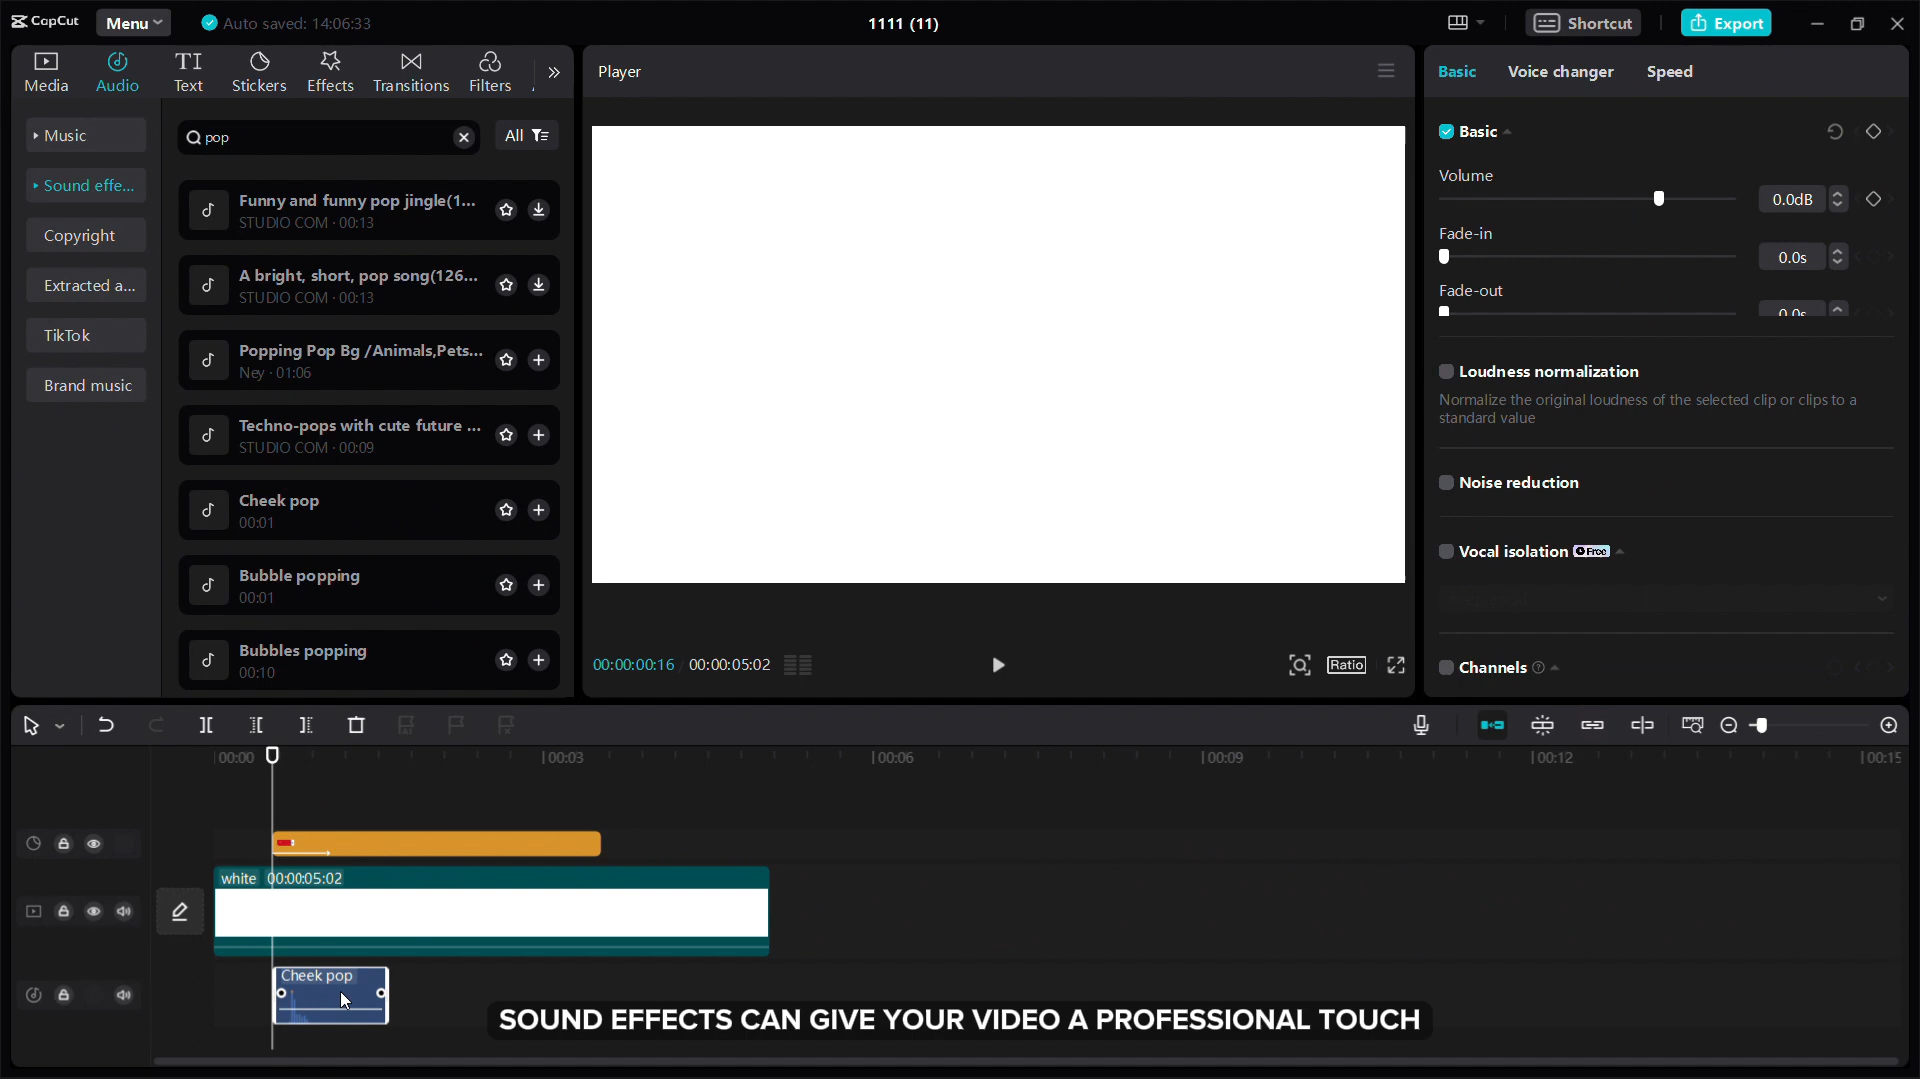 CapCut
Menu
Auto saved: 14:06:33
1111 (11)
Shortcut
Export
Media
Audio
Text
Stickers
Effects
Transitions
Filters
Player
Basic
Voice changer
Speed
Music
Sound effe...
Copyright
Extracted a...
TikTok
Brand music
pop
All
Funny and funny pop jingle(1...
STUDIO COM · 00:13
A bright, short, pop song(126...
STUDIO COM · 00:13
Popping Pop Bg /Animals,Pets...
Ney · 01:06
Techno-pops with cute future ...
STUDIO COM · 00:09
Cheek pop
00:01
Bubble popping
00:01
Bubbles popping
00:10
00:00:00:16
00:00:05:02
Ratio
Basic
Volume
0.0dB
Fade-in
0.0s
Fade-out
0.0s
Loudness normalization
Normalize the original loudness of the selected clip or clips to a
standard value
Noise reduction
Vocal isolation
Free
Channels
00:00
00:03
00:06
00:09
00:12
00:15
white 00:00:05:02
Cheek pop
SOUND EFFECTS CAN GIVE YOUR VIDEO A PROFESSIONAL TOUCH